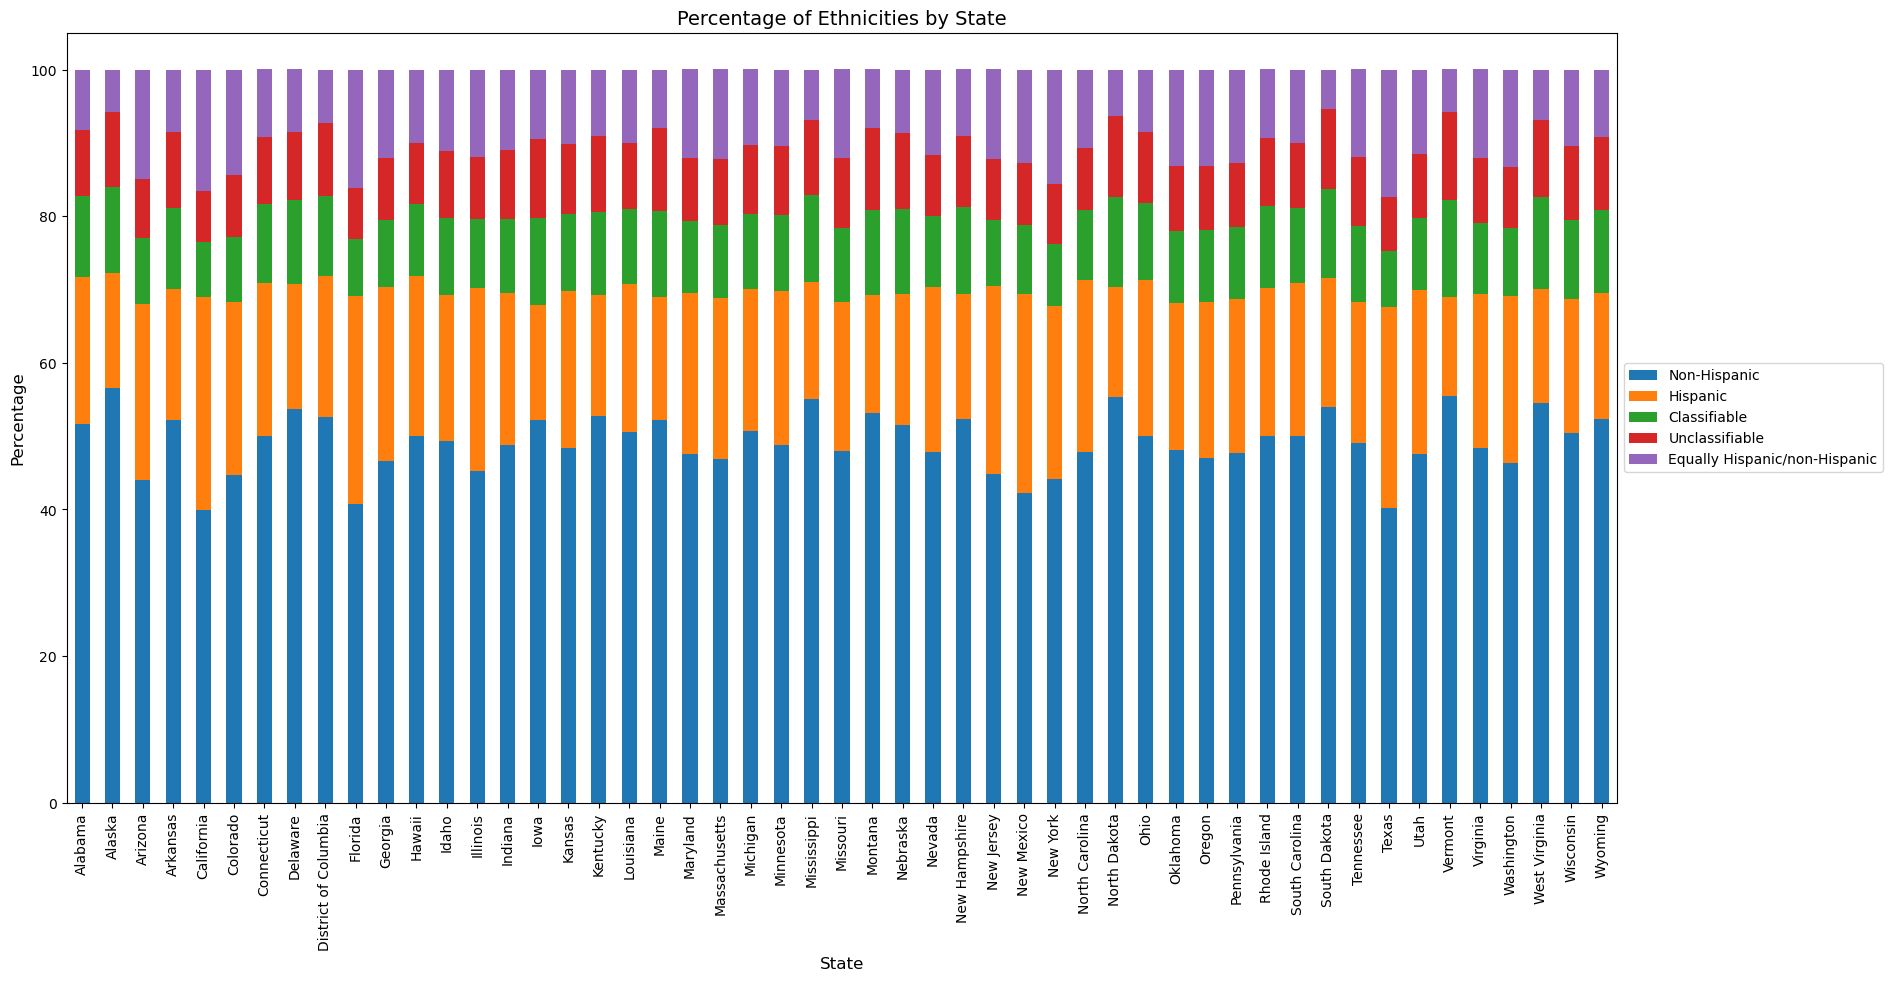 Percentage of Ethnicities by State
Percentage
100
80
60
40
20
0
Non-Hispanic
Hispanic
Classifiable
Unclassifiable
Equally Hispanic/non-Hispanic
Alabama
Alaska
Arizona
Arkansas
California
Colorado
Connecticut
Delaware
District of Columbia
Florida
Georgia
Hawaii
Idaho
Illinois
Indiana
Iowa
Kansas
Kentucky
Louisiana
Maine
Maryland
Massachusetts
Michigan
Minnesota
Mississippi
Missouri
Montana
Nebraska
Nevada
New Hampshire
New Jersey
New Mexico
New York
North Carolina
North Dakota
Ohio
Oklahoma
Oregon
Pennsylvania
Rhode Island
South Carolina
South Dakota
Tennessee
Texas
Utah
Vermont
Virginia
Washington
West Virginia
Wisconsin
Wyoming
State